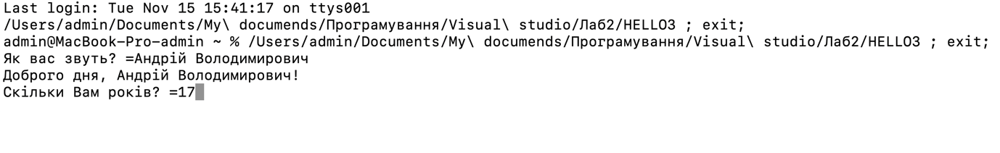 Last login: Tue Nov 15 15:41:17 on ttys001
/Users/admin/Documents/My\ documends/Програмування/Visual\ studio/Лаб2/HELLO3 ; exit;
admin@MacBook-Pro-admin ~ % /Users/admin/Documents/My\ documends/Програмування/Visual\ studio/Лаб2/HELLO3 ; exit;
Як вас звуть? =Андрій Володимирович
Доброго дня, Андрій Володимирович!
Скільки Вам років? =17